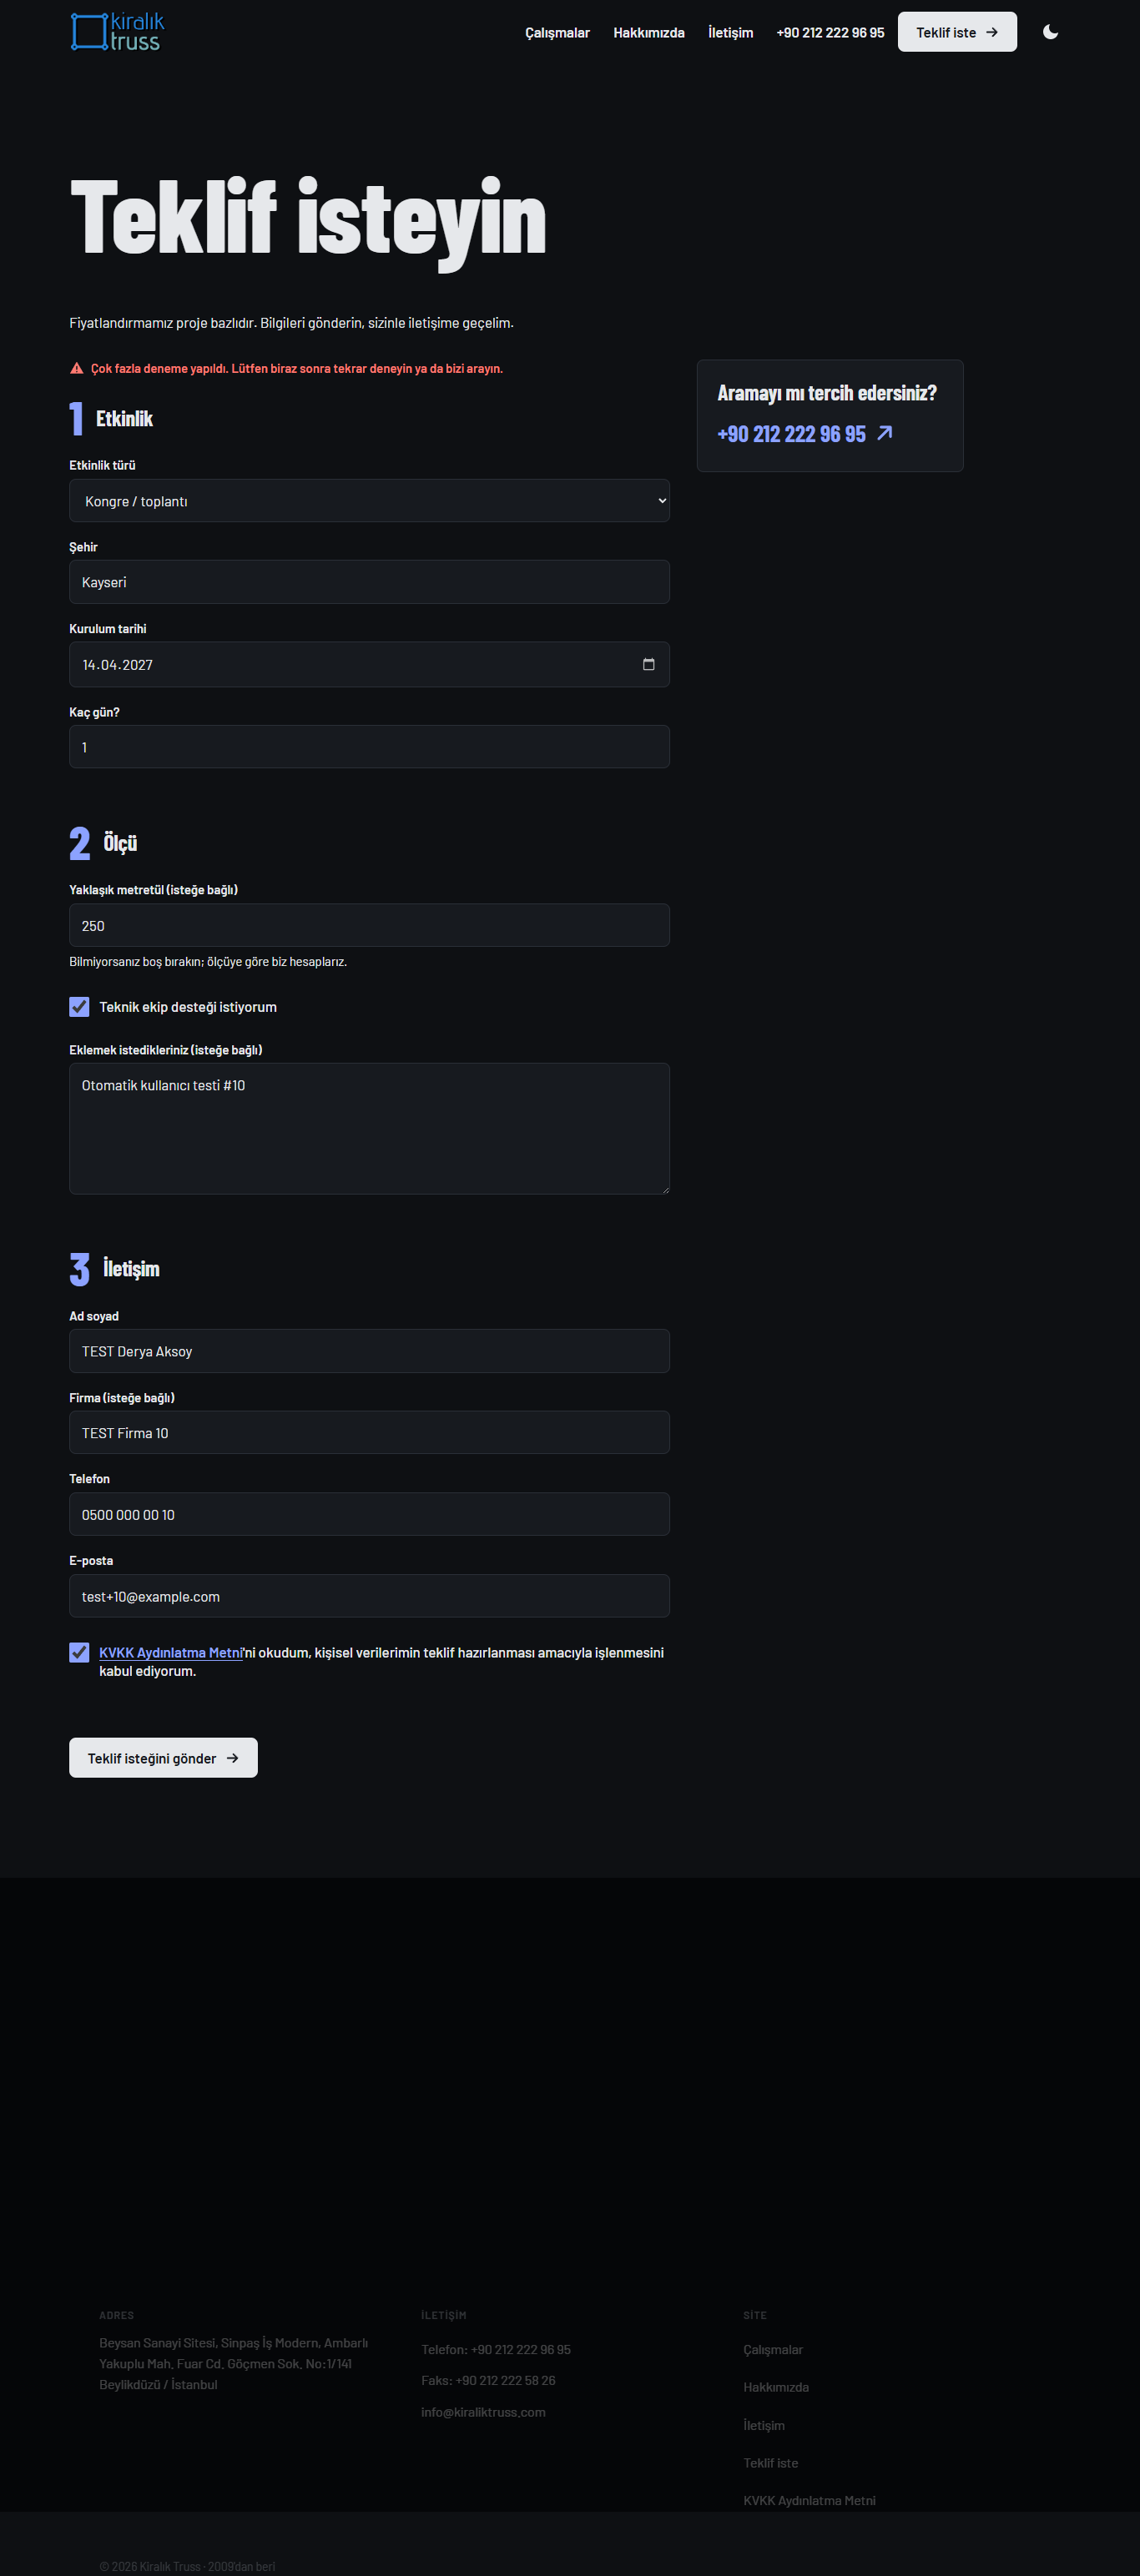 kiralık
truss
Çalışmalar
Hakkımızda
İletişim
+90 212 222 96 95
Teklif iste
Teklif isteyin
Fiyatlandırmamız proje bazlıdır. Bilgileri gönderin, sizinle iletişime geçelim.
Çok fazla deneme yapıldı. Lütfen biraz sonra tekrar deneyin ya da bizi arayın.
Aramayı mı tercih edersiniz?
+90 212 222 96 95
1 Etkinlik
Etkinlik türü
Kongre / toplantı
Şehir
Kayseri
Kurulum tarihi
14.04.2027
Kaç gün?
1
2 Ölçü
Yaklaşık metretül (isteğe bağlı)
250
Bilmiyorsanız boş bırakın; ölçüye göre biz hesaplarız.
Teknik ekip desteği istiyorum
Eklemek istedikleriniz (isteğe bağlı)
Otomatik kullanıcı testi #10
3 İletişim
Ad soyad
TEST Derya Aksoy
Firma (isteğe bağlı)
TEST Firma 10
Telefon
0500 000 00 10
E-posta
test+10@example.com
KVKK Aydınlatma Metni'ni okudum, kişisel verilerimin teklif hazırlanması amacıyla işlenmesini
kabul ediyorum.
Teklif isteğini gönder
ADRES
Beysan Sanayi Sitesi, Sinpaş İş Modern, Ambarlı
Yakuplu Mah. Fuar Cd. Göçmen Sok. No:1/141
Beylikdüzü / İstanbul
İLETİŞİM
Telefon: +90 212 222 96 95
Faks: +90 212 222 58 26
info@kiraliktruss.com
SİTE
Çalışmalar
Hakkımızda
İletişim
Teklif iste
KVKK Aydınlatma Metni
© 2026 Kiralık Truss · 2009'dan beri